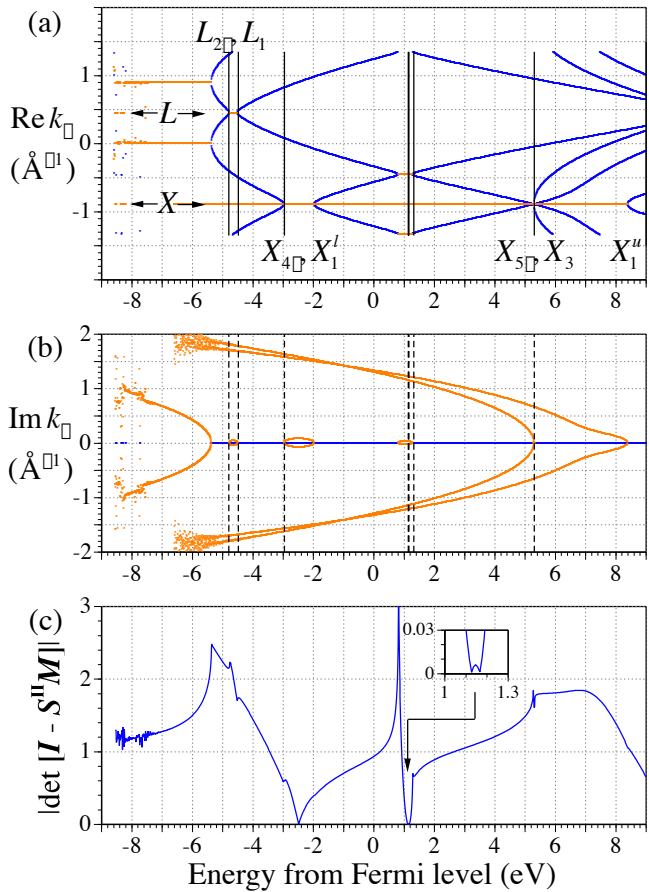 (a)
L₂▯, L₁
1
Re k▯
0
(Å▯1)
-1
L
X
X₄▯, X₁ˡ
X₅▯, X₃
X₁ᵘ
-8 -6 -4 -2 0 2 4 6 8
(b)
2
1
Im k▯
0
(Å▯1)
-1
-2
-8 -6 -4 -2 0 2 4 6 8
(c)
3
2
1
0
|det [I - SᴵᴵM]|
0.03
0
1 1.3
-8 -6 -4 -2 0 2 4 6 8
Energy from Fermi level (eV)